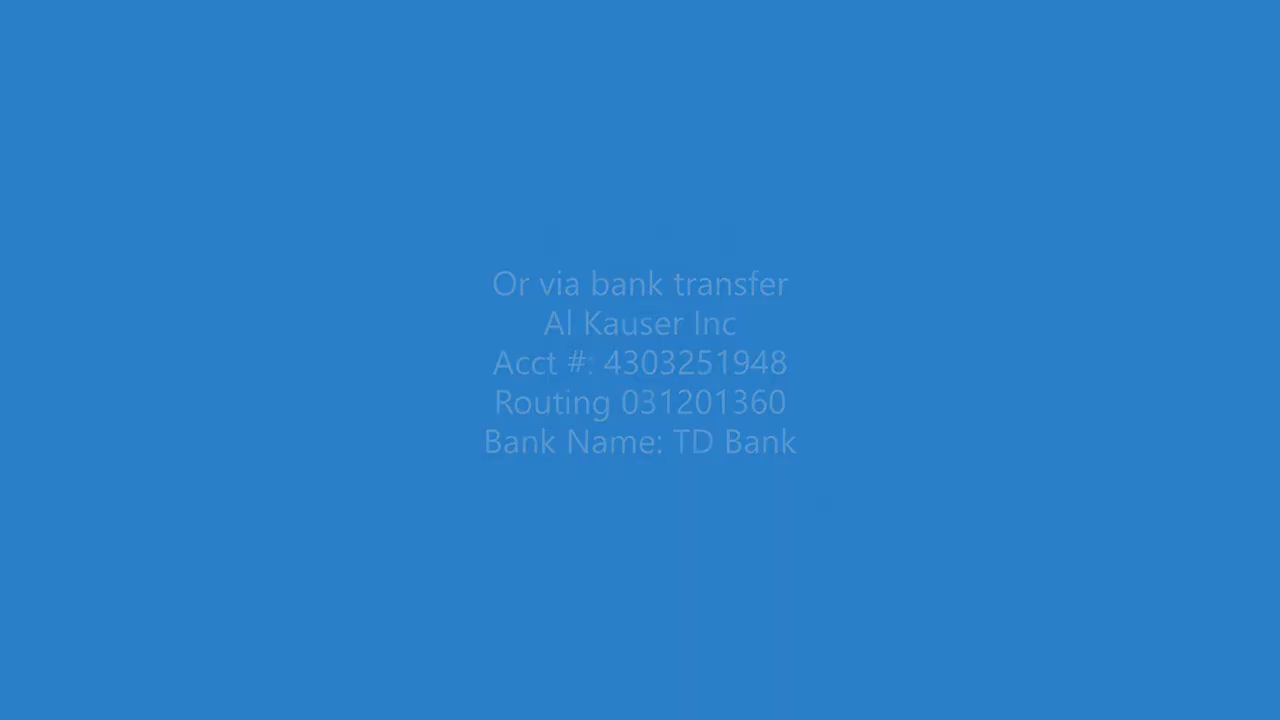 Or via bank transfer
Al Kauser Inc
Acct #: 4303251948
Routing 031201360
Bank Name: TD Bank